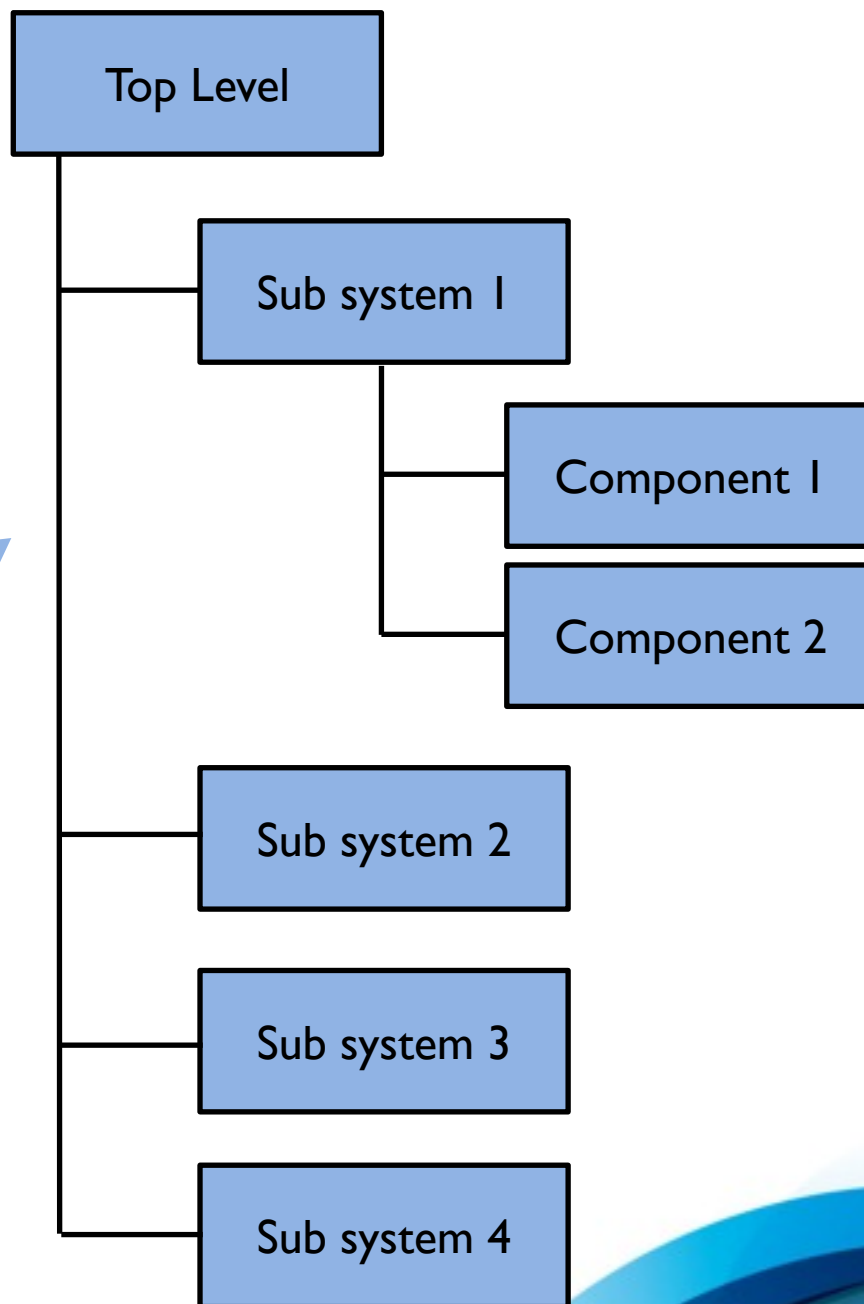 Top Level
Sub system 1
Component 1
Component 2
Sub system 2
Sub system 3
Sub system 4